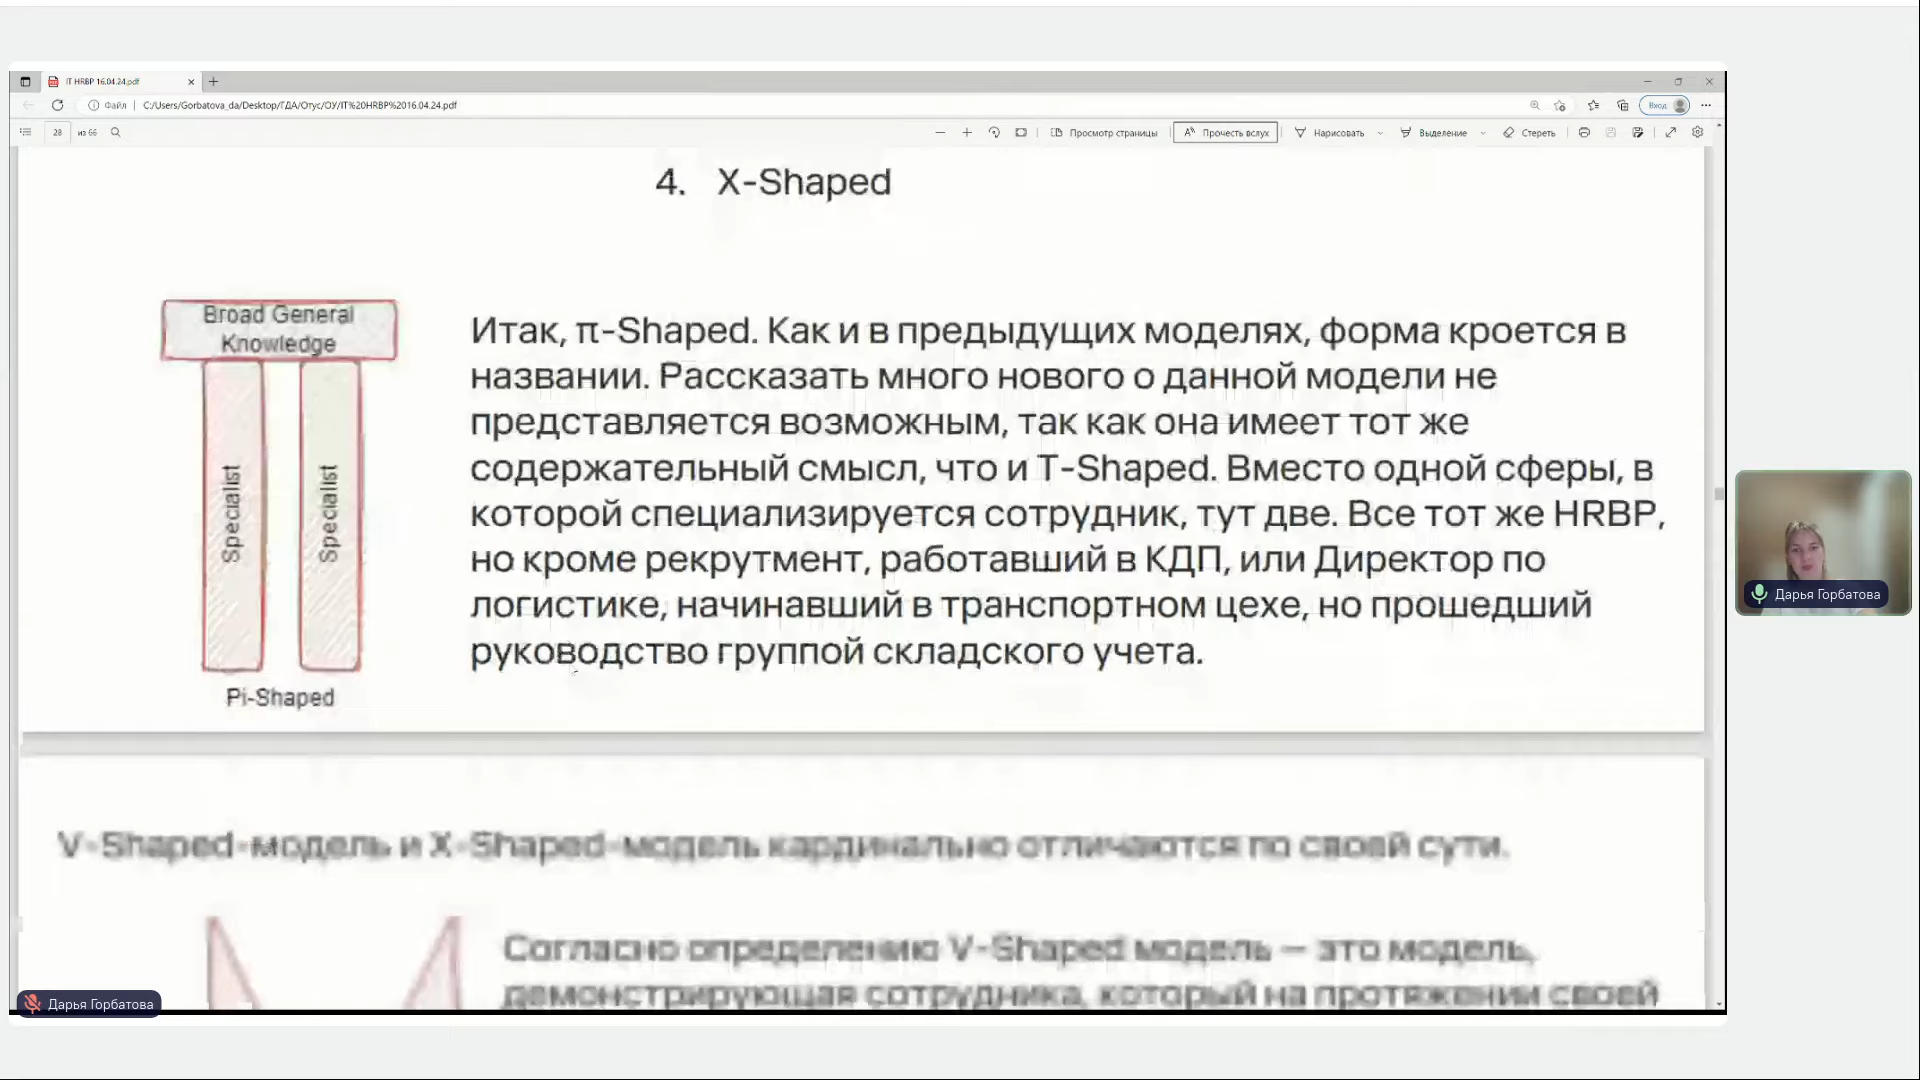 IT HRBP 16.04.24.pdf
Файл
C:/Users/Gorbatova_da/Desktop/ГДА/Отус/ОУ/IT%20HRBP%2016.04.24.pdf
Вход
28 из 66
Просмотр страницы
Прочесть вслух
Нарисовать
Выделение
Стереть
4. X-Shaped
Broad General
Knowledge
Specialist
Specialist
Pi-Shaped
Итак, π-Shaped. Как и в предыдущих моделях, форма кроется в
названии. Рассказать много нового о данной модели не
представляется возможным, так как она имеет тот же
содержательный смысл, что и T-Shaped. Вместо одной сферы, в
которой специализируется сотрудник, тут две. Все тот же HRBP,
но кроме рекрутмент, работавший в КДП, или Директор по
логистике, начинавший в транспортном цехе, но прошедший
руководство группой складского учета.
V-Shaped-модель и X-Shaped-модель кардинально отличаются по своей сути.
Согласно определению V-Shaped модель — это модель,
демонстрирующая сотрудника, который на протяжении своей
Дарья Горбатова
Дарья Горбатова